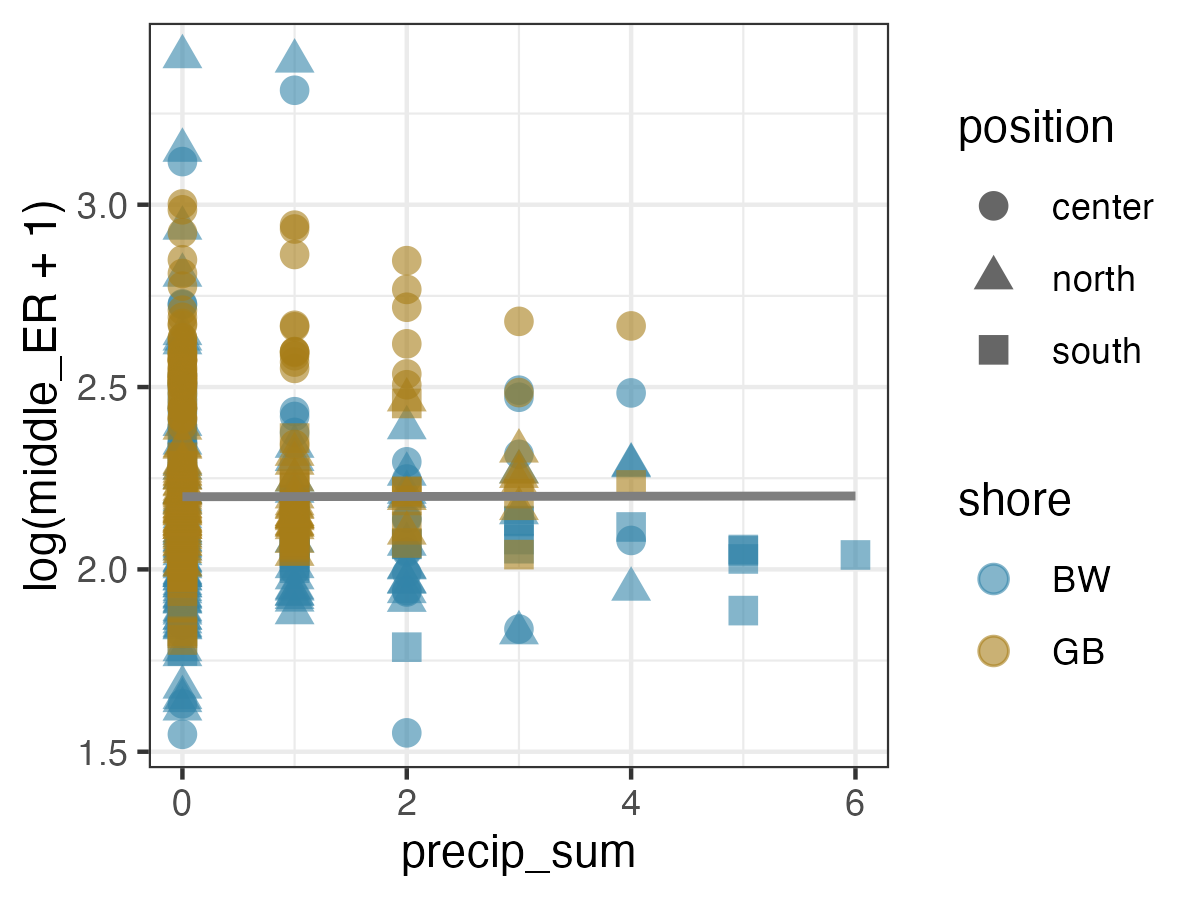 log(middle_ER + 1)
3.0
2.5
2.0
1.5
0
2
4
6
precip_sum
position
center
north
south
shore
BW
GB